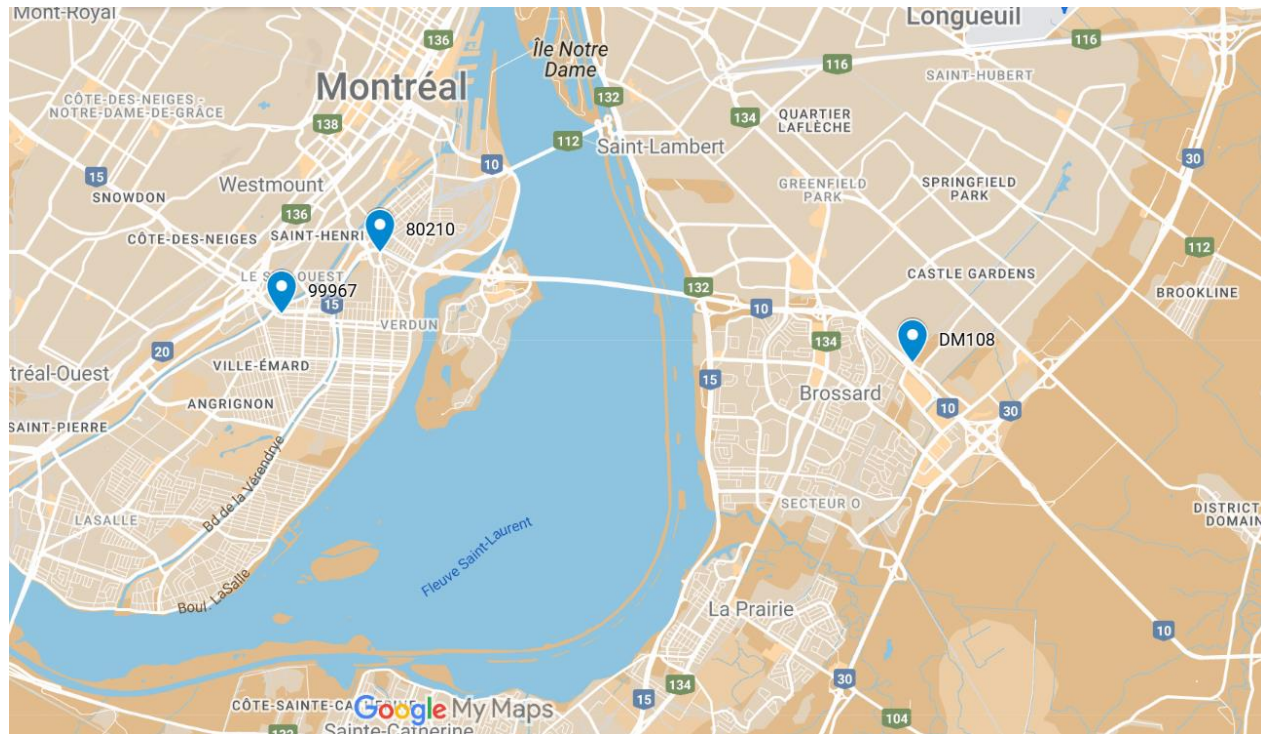 Mont-Royal
136
Île Notre
Dame
Longueuil
116
116
SAINT-HUBERT
Montréal
CÔTE-DES-NEIGES -
NOTRE-DAME-DE-GRÂCE
138
132
134
QUARTIER
LAFLÈCHE
112
Saint-Lambert
10
30
15
Westmount
SNOWDON
136
GREENFIELD
PARK
SPRINGFIELD
PARK
CÔTE-DES-NEIGES
SAINT-HENRI
80210
112
LE
OUEST
99967
15
132
CASTLE GARDENS
BROOKLINE
VERDUN
10
134
DM108
20
VILLE-ÉMARD
tréal-Ouest
15
Brossard
ANGRIGNON
10
30
SAINT-PIERRE
Bd de la Vérendrye
SECTEUR O
LASALLE
DISTRICT
DOMAIN
Fleuve Saint-Laurent
Boul. LaSalle
La Prairie
10
134
30
15
CÔTE-SAINTE-CA
Google My Maps
104
132
Sainte-Catherine